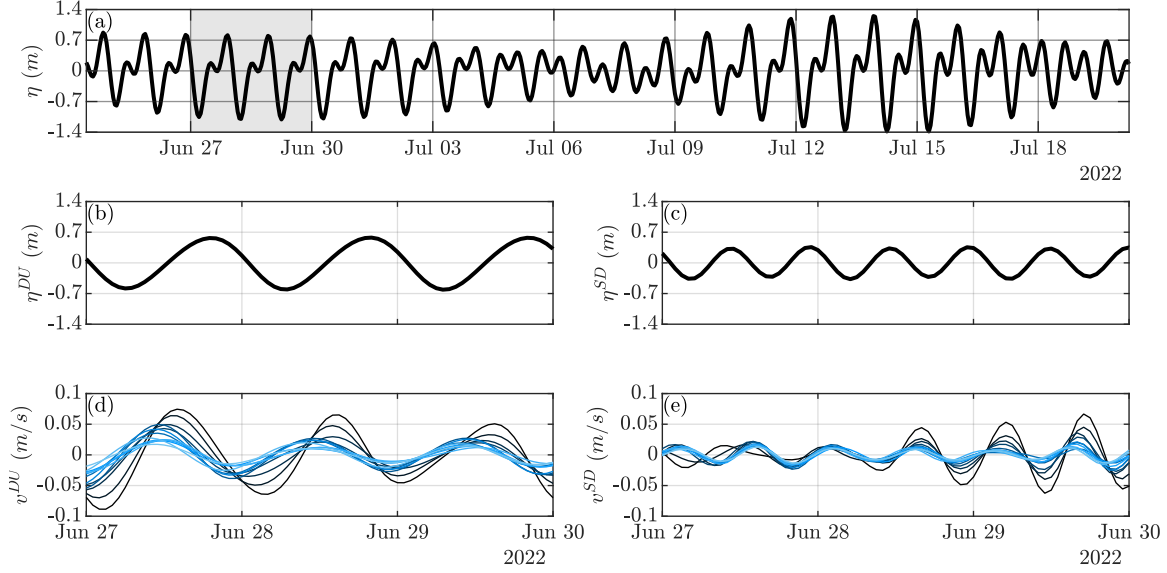 (a)
1.4
0.7
0
-0.7
-1.4
η (m)
Jun 27 Jun 30 Jul 03 Jul 06 Jul 09 Jul 12 Jul 15 Jul 18
2022
(b)
1.4
0.7
0
-0.7
-1.4
η^DU (m)
(c)
1.4
0.7
0
-0.7
-1.4
η^SD (m)
(d)
0.1
0.05
0
-0.05
-0.1
v^DU (m/s)
Jun 27 Jun 28 Jun 29 Jun 30
2022
(e)
0.1
0.05
0
-0.05
-0.1
v^SD (m/s)
Jun 27 Jun 28 Jun 29 Jun 30
2022